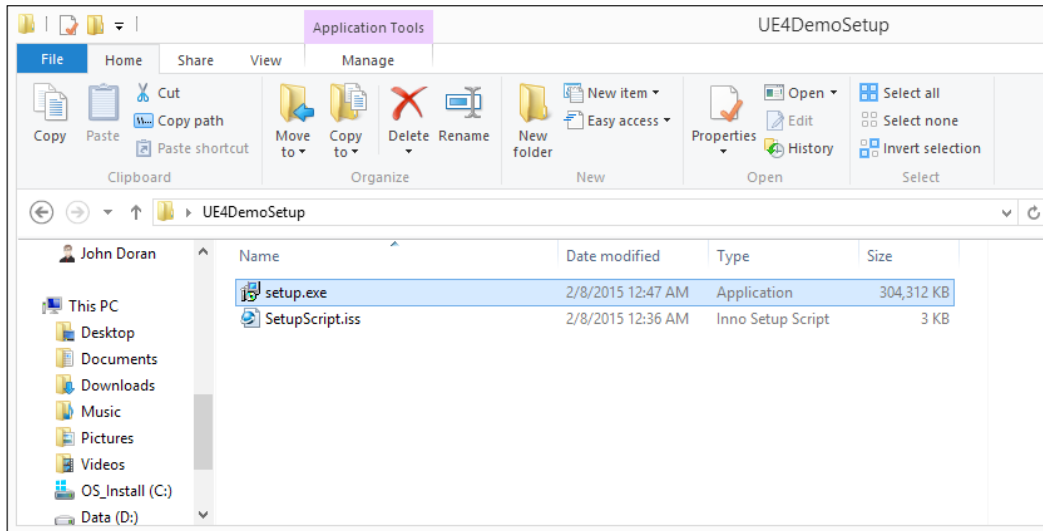 Application Tools
UE4DemoSetup
File Home Share View Manage
Copy
Paste
Cut
Copy path
Paste shortcut
Clipboard
Move to
Copy to
Delete
Rename
Organize
New folder
New item
Easy access
New
Properties
Open
Edit
History
Open
Select all
Select none
Invert selection
Select
UE4DemoSetup
John Doran
This PC
Desktop
Documents
Downloads
Music
Pictures
Videos
OS_Install (C:)
Data (D:)
Name Date modified Type Size
setup.exe 2/8/2015 12:47 AM Application 304,312 KB
SetupScript.iss 2/8/2015 12:36 AM Inno Setup Script 3 KB